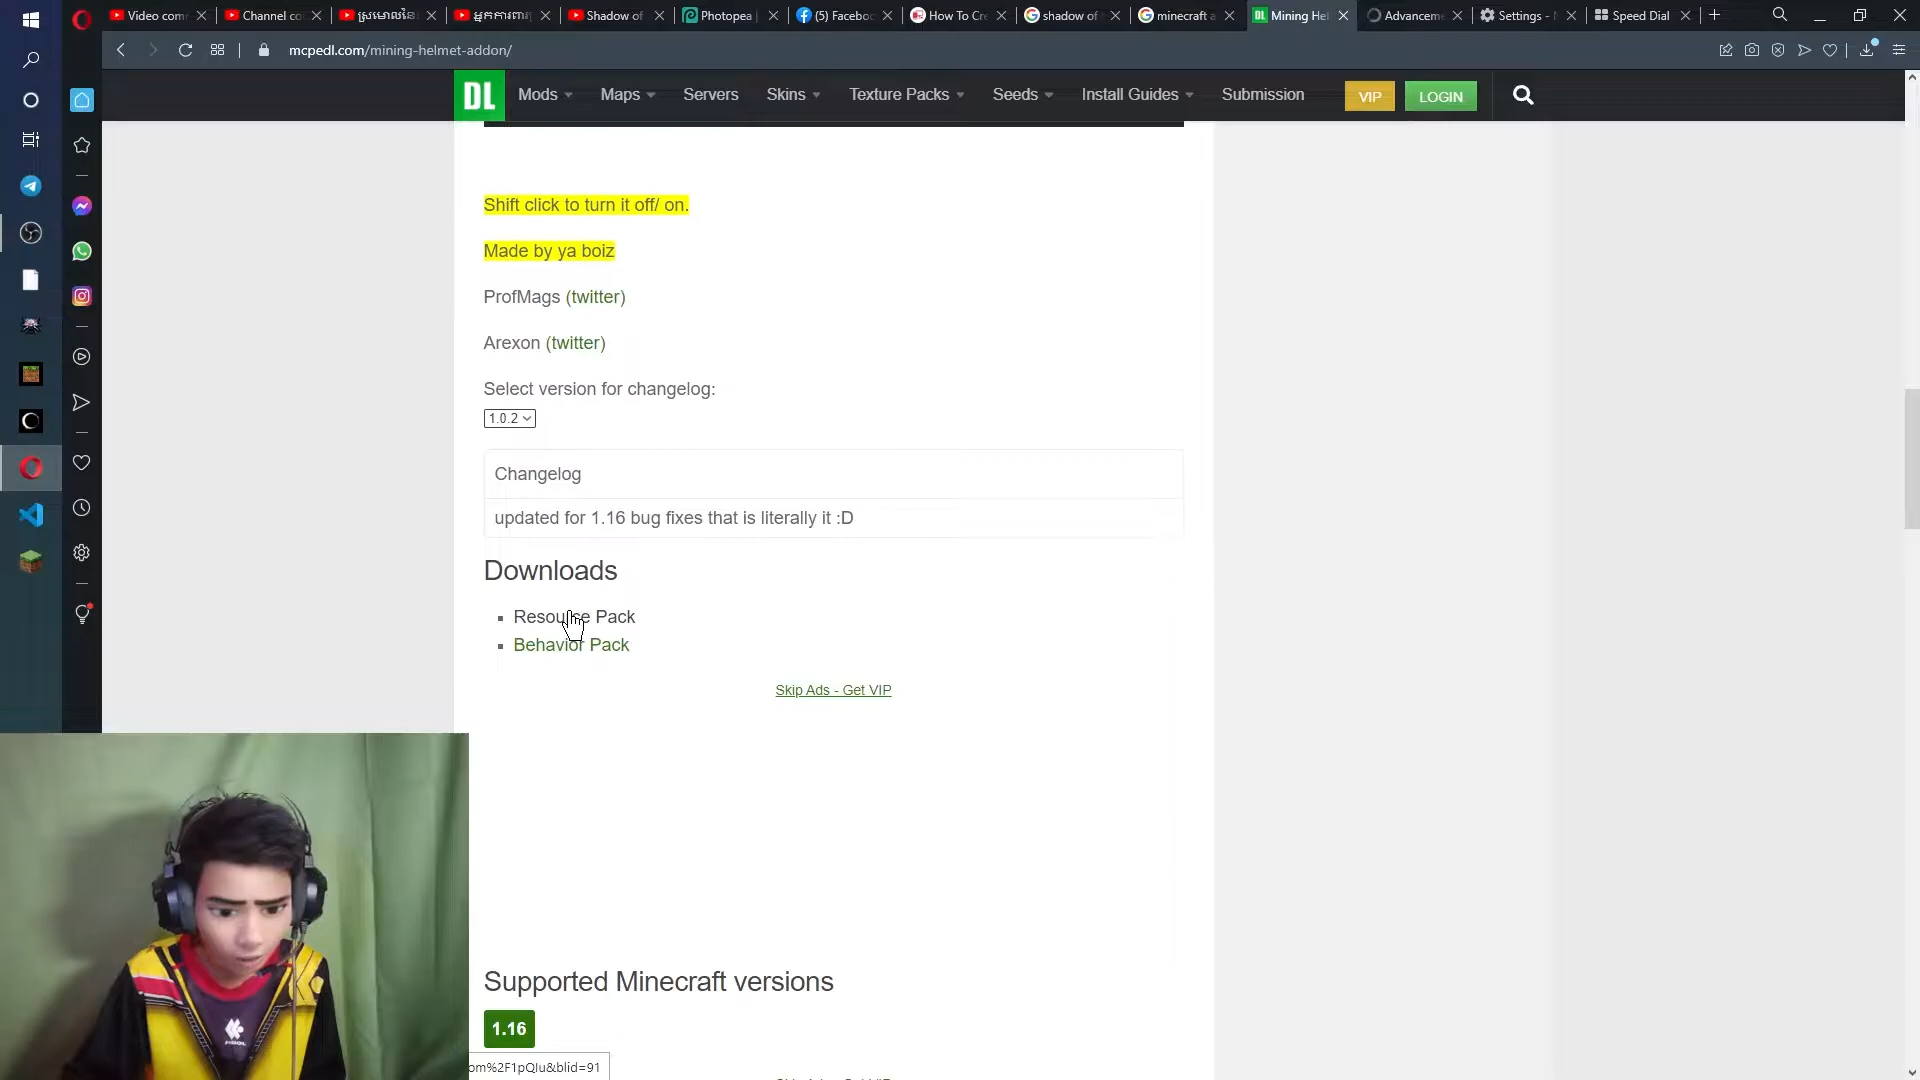 Video com
Channel co
ស្រមោលនៃ
អ្នកការពារ
Shadow of
Photopea
(5) Faceboo
How To Cre
shadow of
minecraft a
Mining Hel
Advancem
Settings -
Speed Dial
mcpedl.com/mining-helmet-addon/
DL Mods Maps Servers Skins Texture Packs Seeds Install Guides Submission VIP LOGIN
Shift click to turn it off/ on.
Made by ya boiz
ProfMags (twitter)
Arexon (twitter)
Select version for changelog:
1.0.2
Changelog
updated for 1.16 bug fixes that is literally it :D
Downloads
Resource Pack
Behavior Pack
Skip Ads - Get VIP
Supported Minecraft versions
1.16
om%2F1pQIu&blid=91